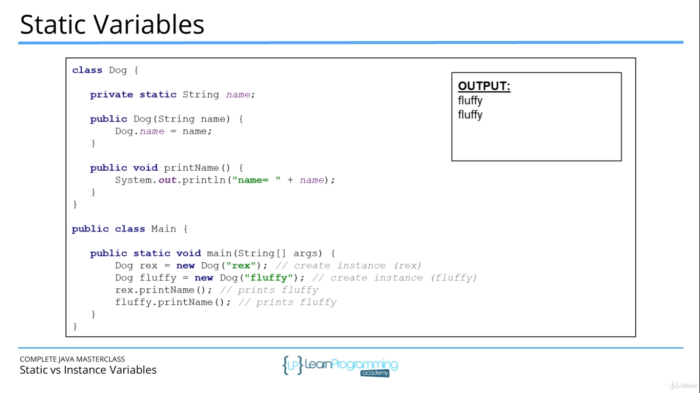 Static Variables
class Dog {
private static String name;
public Dog(String name) {
Dog.name = name;
}
public void printName() {
System.out.println("name= " + name);
}
}
public class Main {
public static void main(String[] args) {
Dog rex = new Dog("rex"); // create instance (rex)
Dog fluffy = new Dog("fluffy"); // create instance (fluffy)
rex.printName(); // prints fluffy
fluffy.printName(); // prints fluffy
}
}
OUTPUT:
fluffy
fluffy
COMPLETE JAVA MASTERCLASS
Static vs Instance Variables
{LP} LearnProgramming
academy